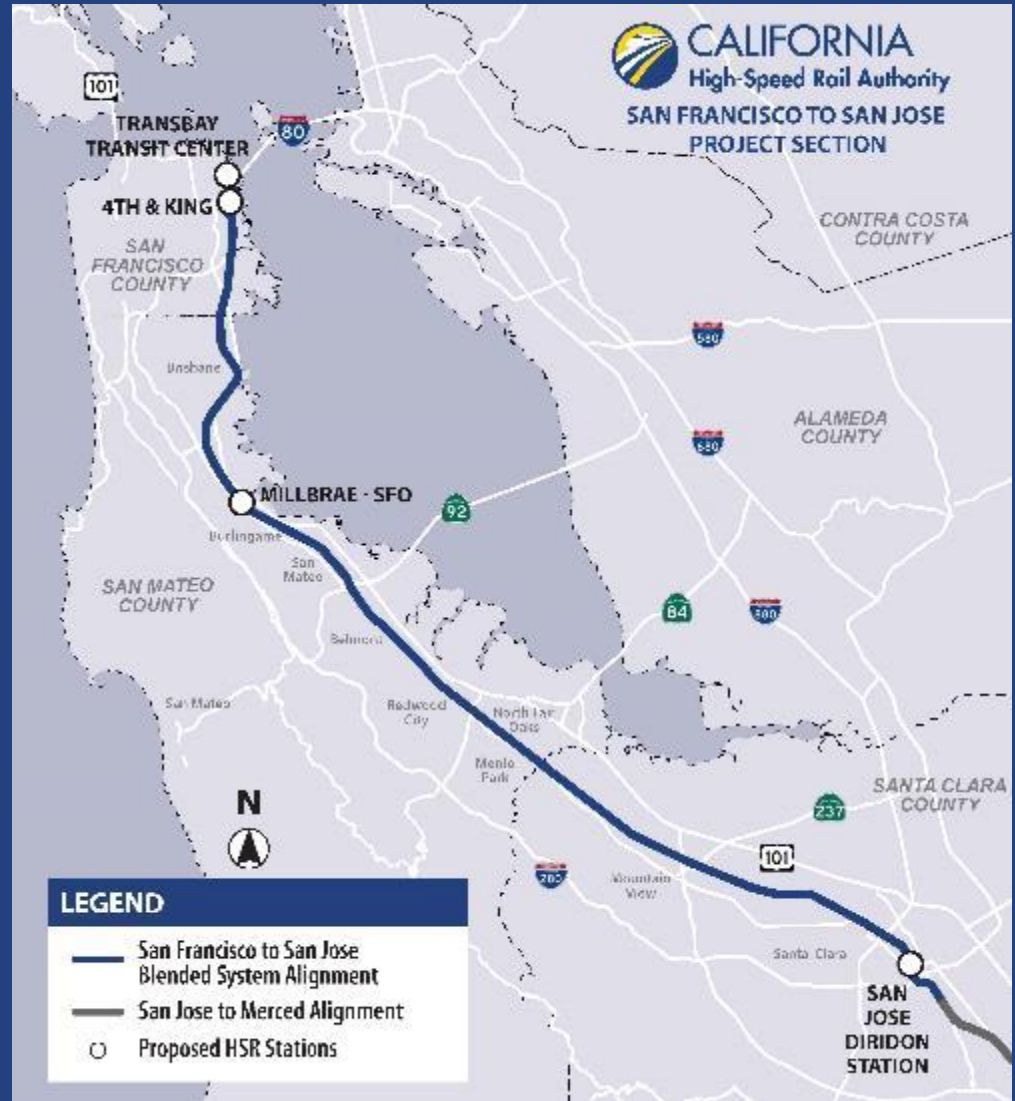 CALIFORNIA
High-Speed Rail Authority
SAN FRANCISCO TO SAN JOSE
PROJECT SECTION
101
TRANSBAY
TRANSIT CENTER
80
4TH & KING
SAN
FRANCISCO
COUNTY
CONTRA COSTA
COUNTY
580
Brisbane
ALAMEDA
COUNTY
MILLBRAE - SFO
92
Burlingame
San
Mateo
SAN MATEO
COUNTY
84
Belmont
San Mateo
Redwood
City
North Fair
Oaks
Menlo
Park
SANTA CLARA
COUNTY
237
N
101
280
Mountain
View
Santa Clara
SAN
JOSE
DIRIDON
STATION
LEGEND
San Francisco to San Jose
Blended System Alignment
San Jose to Merced Alignment
Proposed HSR Stations